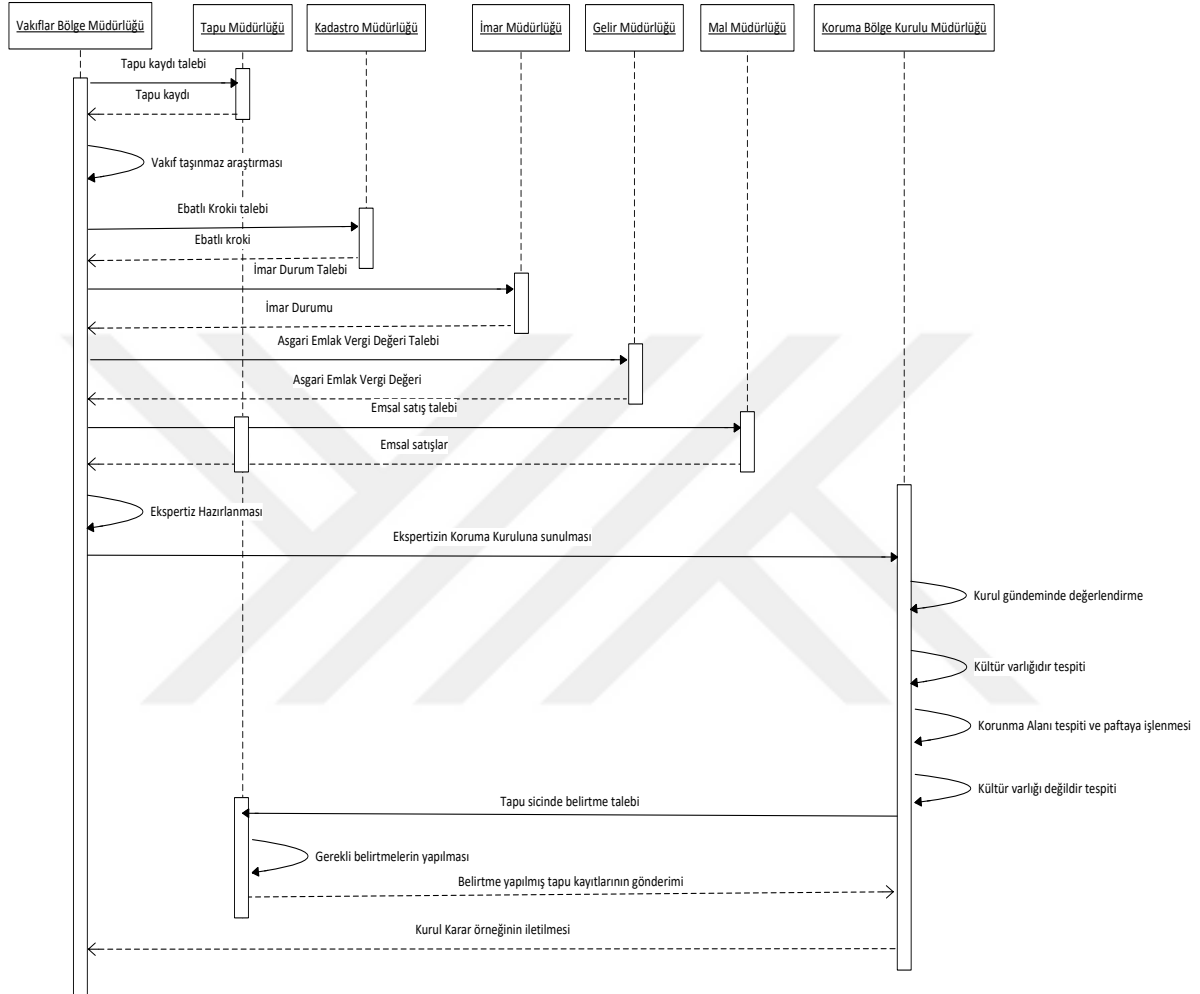 Vakıflar Bölge Müdürlüğü
Tapu Müdürlüğü
Kadastro Müdürlüğü
İmar Müdürlüğü
Gelir Müdürlüğü
Mal Müdürlüğü
Koruma Bölge Kurulu Müdürlüğü
Tapu kaydı talebi
Tapu kaydı
Vakıf taşınmaz araştırması
Ebatlı Krokiı talebi
Ebatlı kroki
İmar Durum Talebi
İmar Durumu
Asgari Emlak Vergi Değeri Talebi
Asgari Emlak Vergi Değeri
Emsal satış talebi
Emsal satışlar
Ekspertiz Hazırlanması
Ekspertizin Koruma Kuruluna sunulması
Kurul gündeminde değerlendirme
Kültür varlığıdır tespiti
Korunma Alanı tespiti ve paftaya işlenmesi
Kültür varlığı değildir tespiti
Tapu sicinde belirtme talebi
Gerekli belirtmelerin yapılması
Belirtme yapılmış tapu kayıtlarının gönderimi
Kurul Karar örneğinin iletilmesi